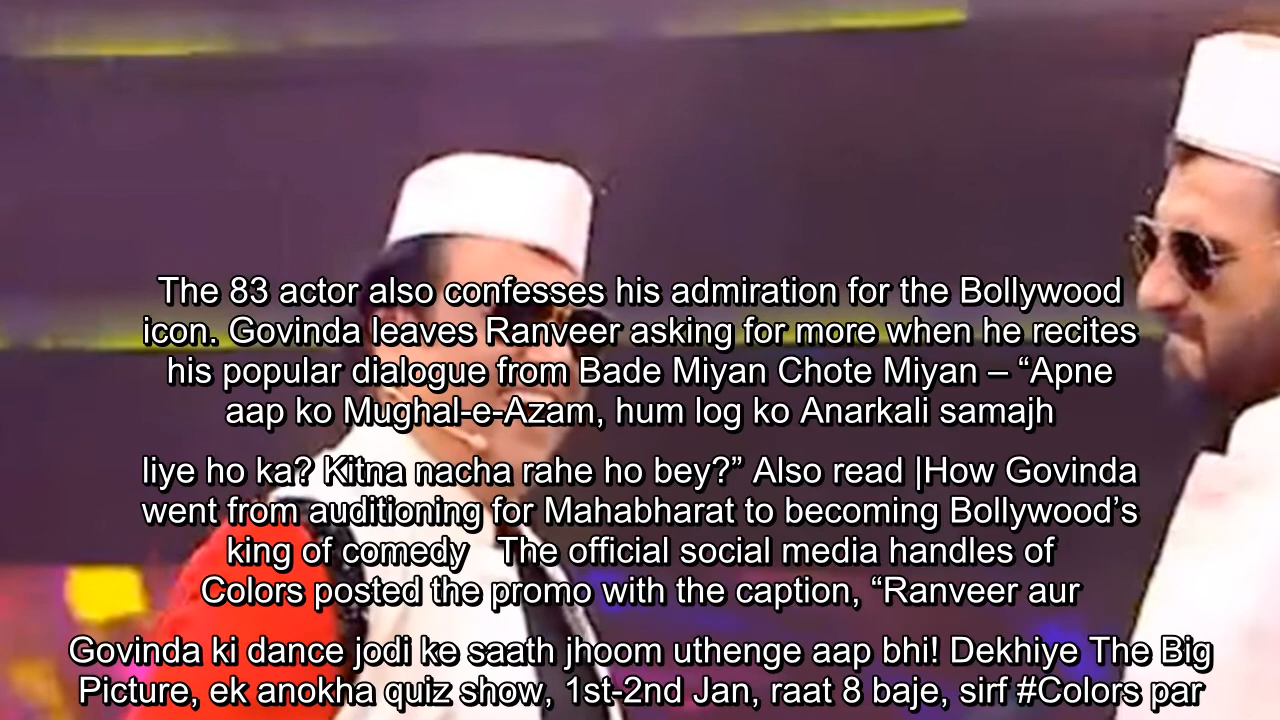 The 83 actor also confesses his admiration for the Bollywood
icon. Govinda leaves Ranveer asking for more when he recites
his popular dialogue from Bade Miyan Chote Miyan – “Apne
aap ko Mughal-e-Azam, hum log ko Anarkali samajh
liye ho ka? Kitna nacha rahe ho bey?” Also read |How Govinda
went from auditioning for Mahabharat to becoming Bollywood’s
king of comedy   The official social media handles of
Colors posted the promo with the caption, “Ranveer aur
Govinda ki dance jodi ke saath jhoom uthenge aap bhi! Dekhiye The Big
Picture, ek anokha quiz show, 1st-2nd Jan, raat 8 baje, sirf #Colors par